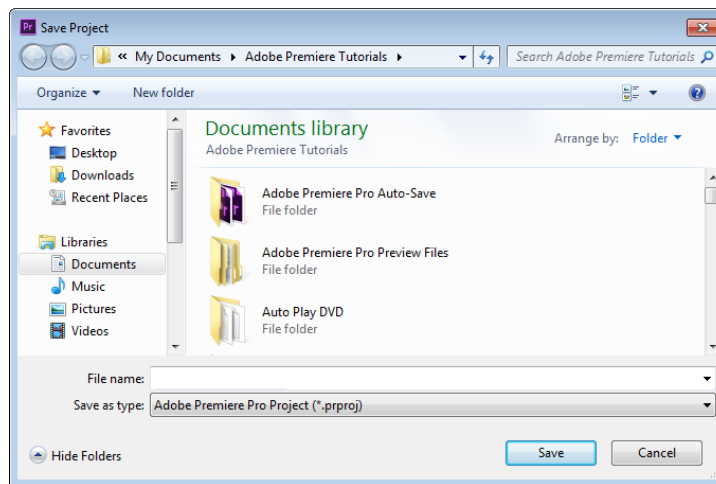 Pr Save Project
« My Documents Adobe Premiere Tutorials Search Adobe Premiere Tutorials
Organize New folder
Favorites
Desktop
Downloads
Recent Places
Libraries
Documents
Music
Pictures
Videos
Documents library
Adobe Premiere Tutorials
Arrange by: Folder
Adobe Premiere Pro Auto-Save
File folder
Adobe Premiere Pro Preview Files
File folder
Auto Play DVD
File folder
File name:
Save as type: Adobe Premiere Pro Project (*.prproj)
Hide Folders Save Cancel